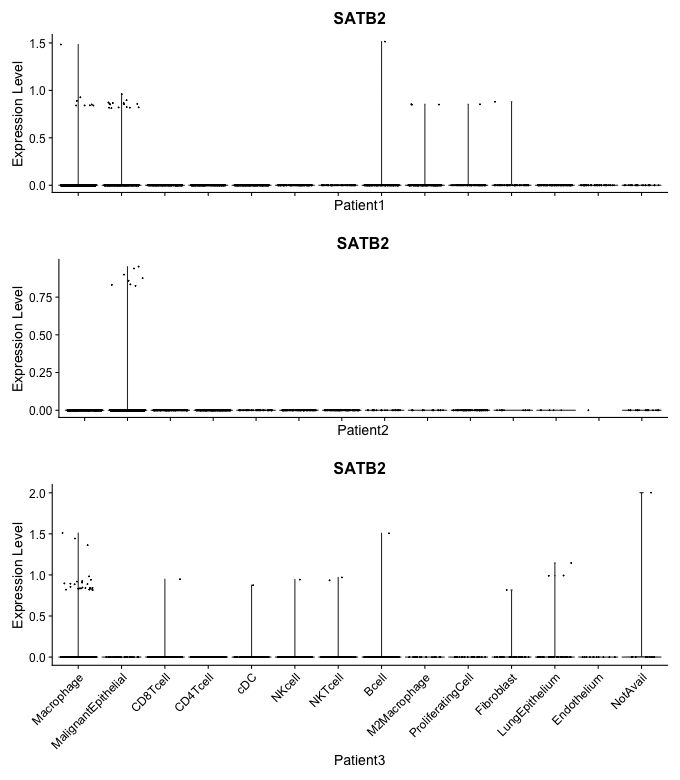 SATB2
Expression Level
1.5
1.0
0.5
0.0
Patient1
SATB2
Expression Level
0.75
0.50
0.25
0.00
Patient2
SATB2
Expression Level
2.0
1.5
1.0
0.5
0.0
Macrophage
MalignantEpithelial
CD8Tcell
CD4Tcell
cDC
NKcell
NKTcell
Bcell
M2Macrophage
ProliferatingCell
Fibroblast
LungEpithelium
Endothelium
NotAvail
Patient3